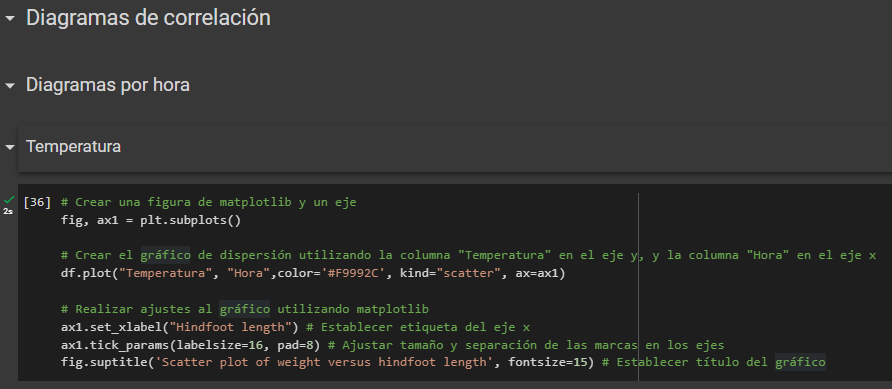 Diagramas de correlación
Diagramas por hora
Temperatura
2s
[36] # Crear una figura de matplotlib y un eje
fig, ax1 = plt.subplots()
# Crear el gráfico de dispersión utilizando la columna "Temperatura" en el eje y, y la columna "Hora" en el eje x
df.plot("Temperatura", "Hora",color='#F9992C', kind="scatter", ax=ax1)
# Realizar ajustes al gráfico utilizando matplotlib
ax1.set_xlabel("Hindfoot length") # Establecer etiqueta del eje x
ax1.tick_params(labelsize=16, pad=8) # Ajustar tamaño y separación de las marcas en los ejes
fig.suptitle('Scatter plot of weight versus hindfoot length', fontsize=15) # Establecer título del gráfico